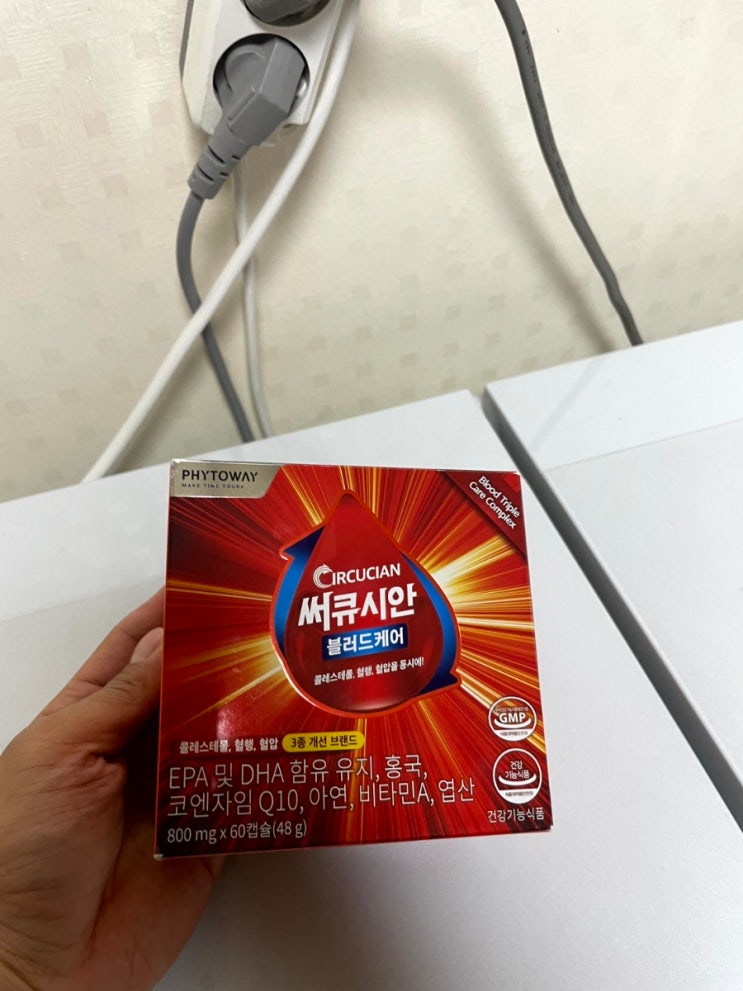 PHYTOWAY
MAKE TIME YOURS
Blood Triple
Care Complex
CIRCUCIAN
써큐시안
블러드케어
콜레스테롤, 혈행, 혈압을 동시에!
콜레스테롤, 혈행, 혈압 3종 개선 브랜드
EPA 및 DHA 함유 유지, 홍국,
코엔자임 Q10, 아연, 비타민A, 엽산
800 mg x 60캡슐(48 g)
GMP
건강
기능식품
건강기능식품